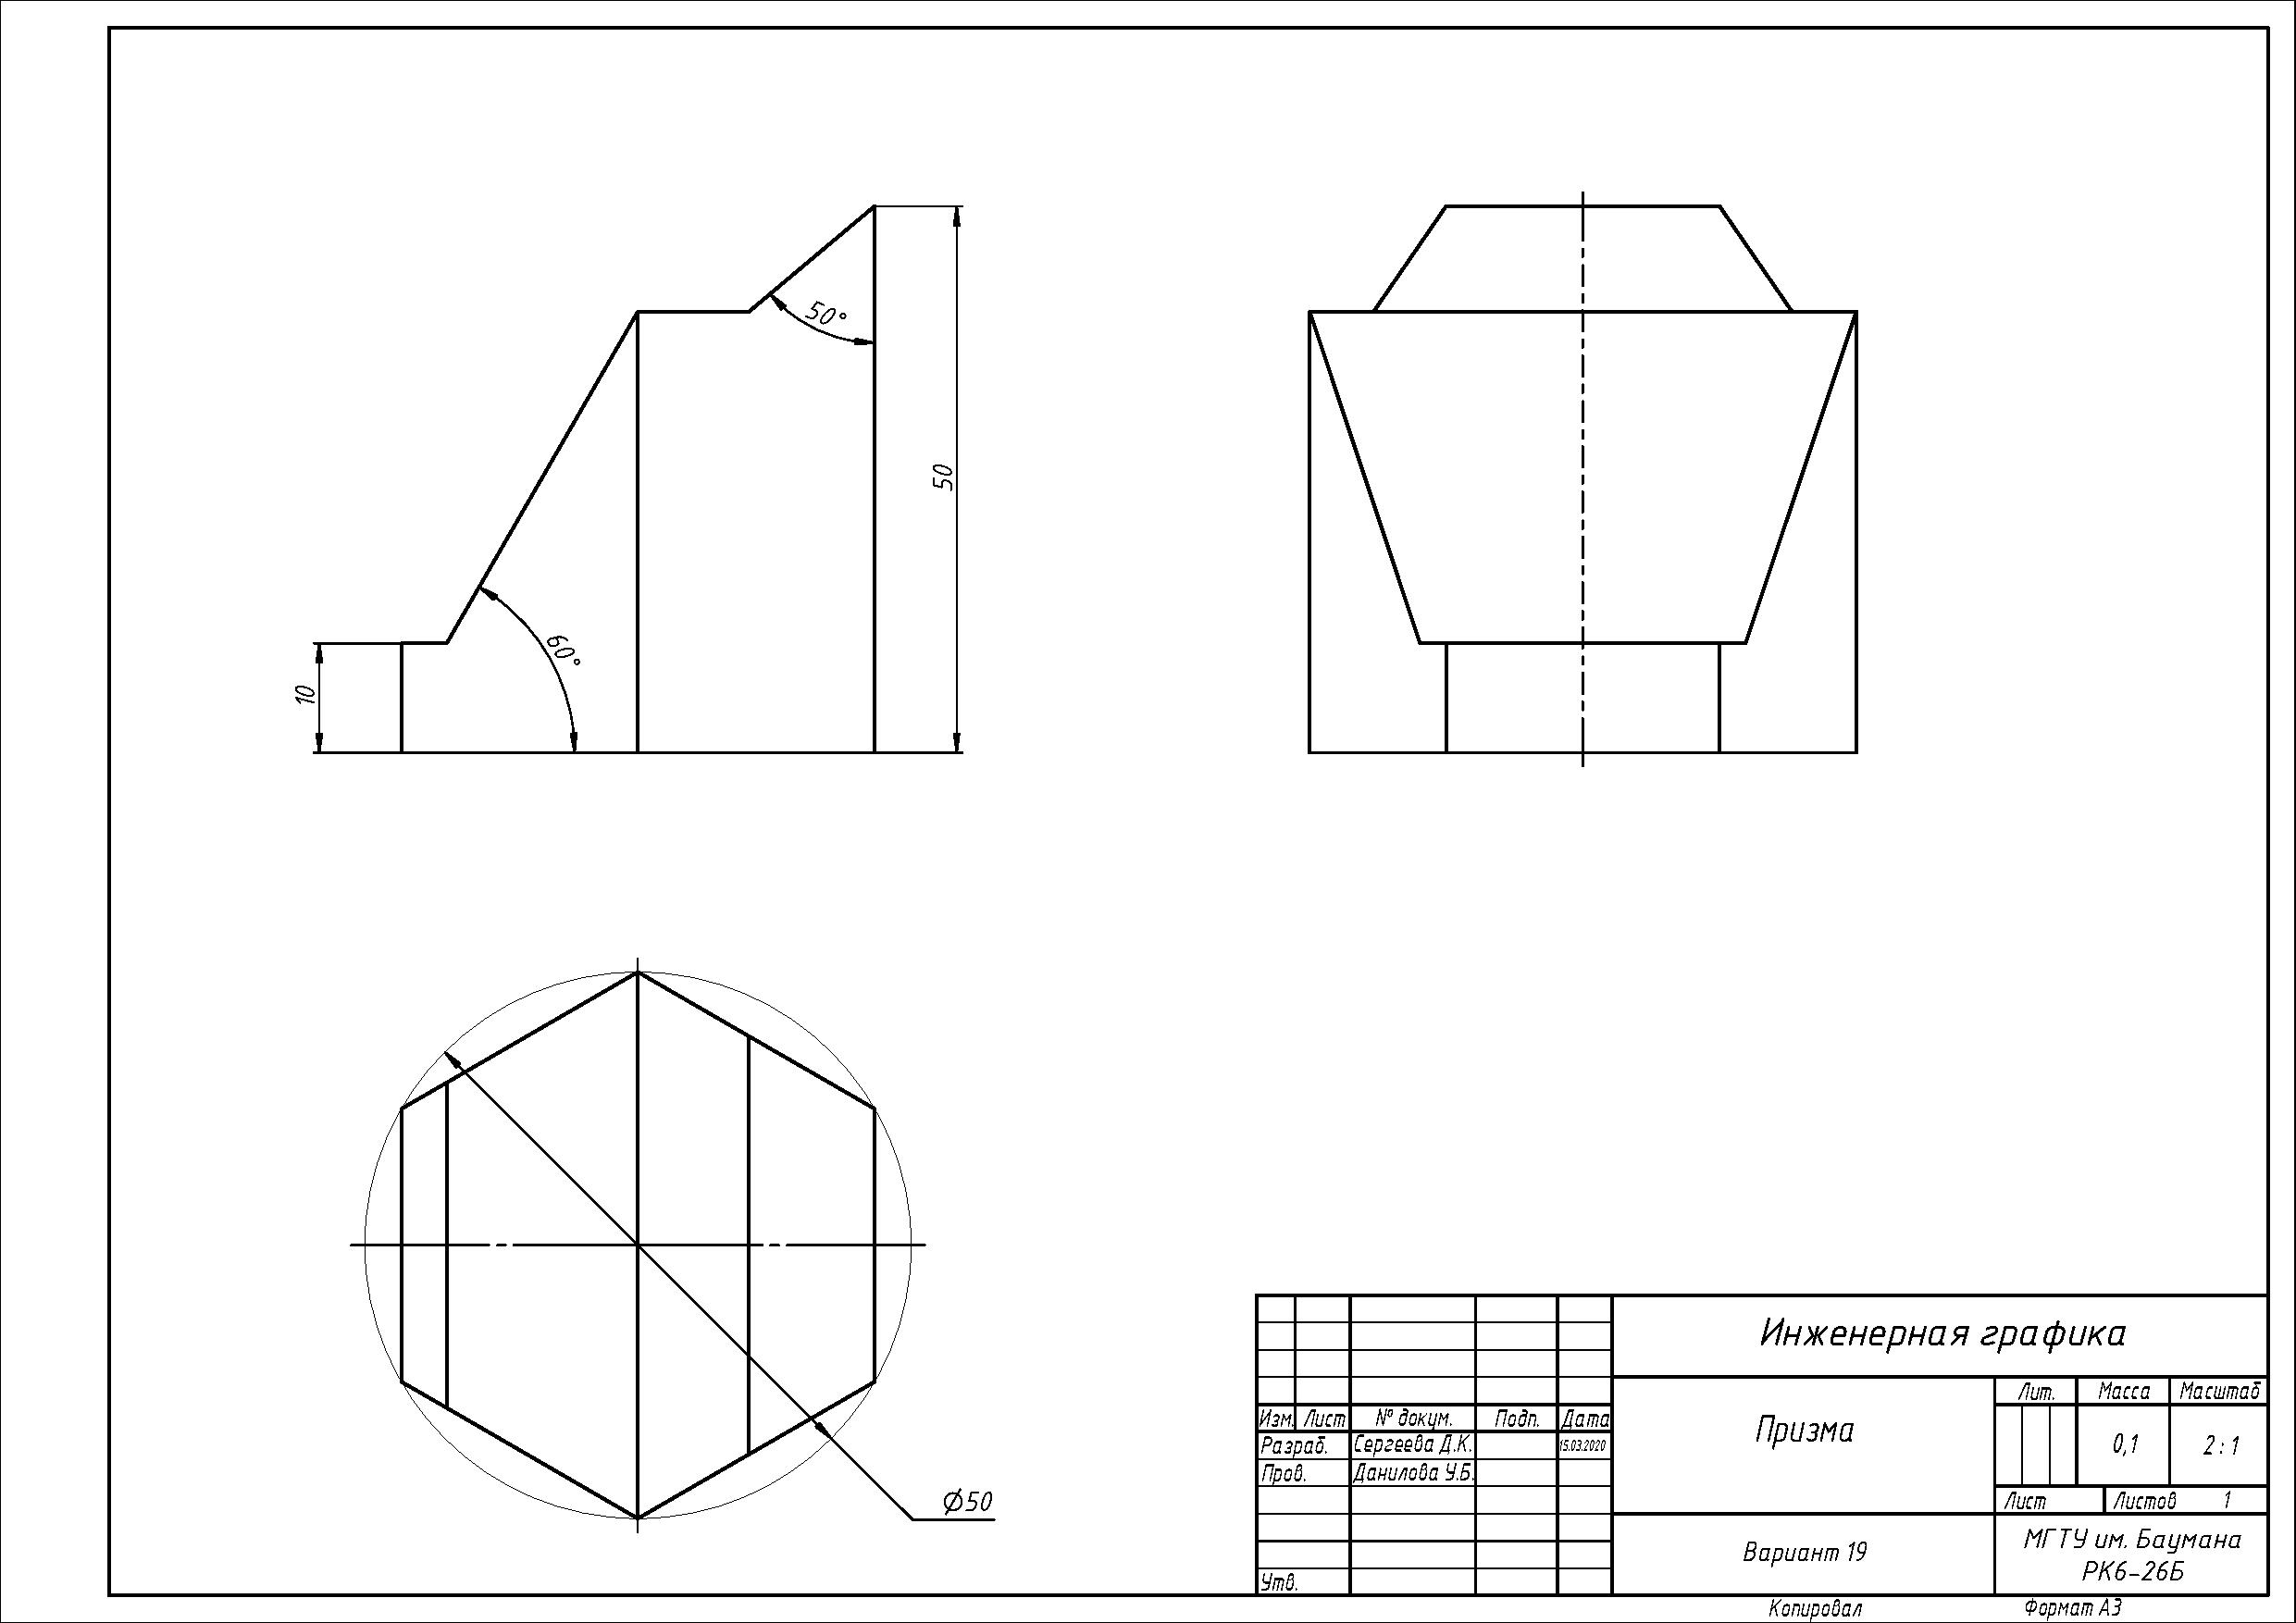 50°
50
60°
10
Ø50
Инженерная графика
Лит. Масса Масштаб
Изм. Лист № докум. Подп. Дата
Призма
Разраб. Сергеева Д.К. 15.03.2020
0,1 2:1
Пров. Данилова У.Б.
Лист Листов 1
Вариант 19
МГТУ им. Баумана
РК6-26Б
Утв.
Копировал Формат А3